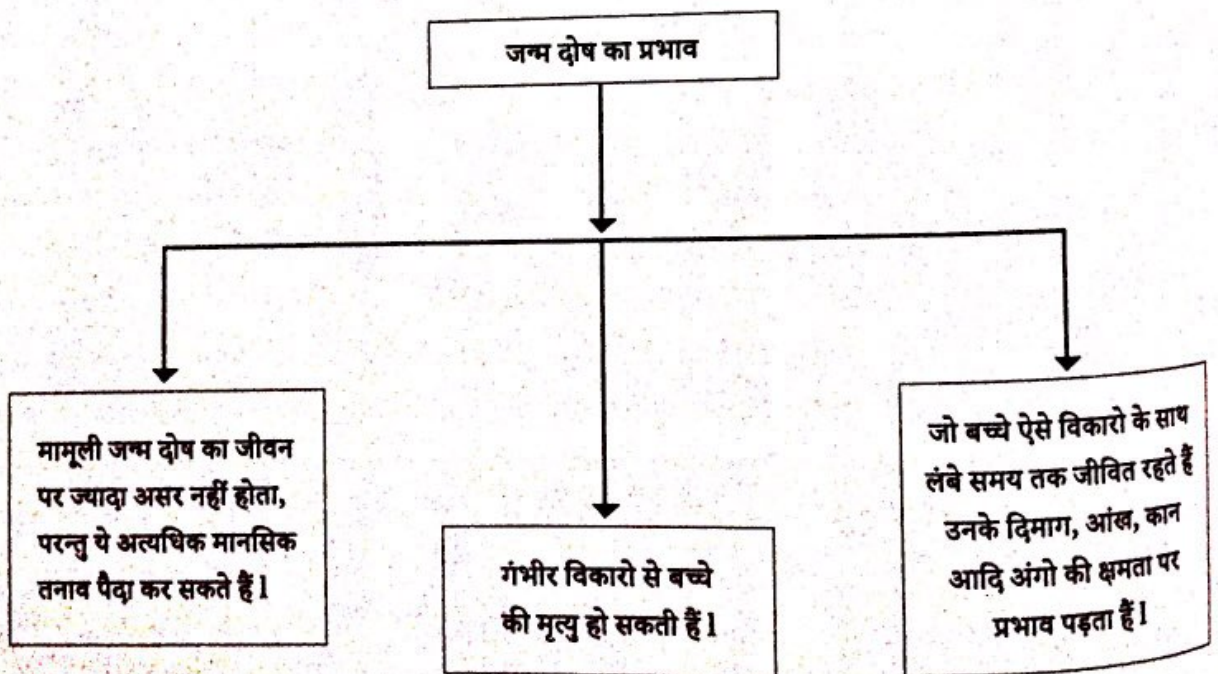 जन्म दोष का प्रभाव
मामूली जन्म दोष का जीवन
पर ज्यादा असर नहीं होता,
परन्तु ये अत्यधिक मानसिक
तनाव पैदा कर सकते हैं l
गंभीर विकारो से बच्चे
की मृत्यु हो सकती हैं l
जो बच्चे ऐसे विकारो के साथ
लंबे समय तक जीवित रहते हैं
उनके दिमाग, आंख, कान
आदि अंगो की क्षमता पर
प्रभाव पड़ता हैं l